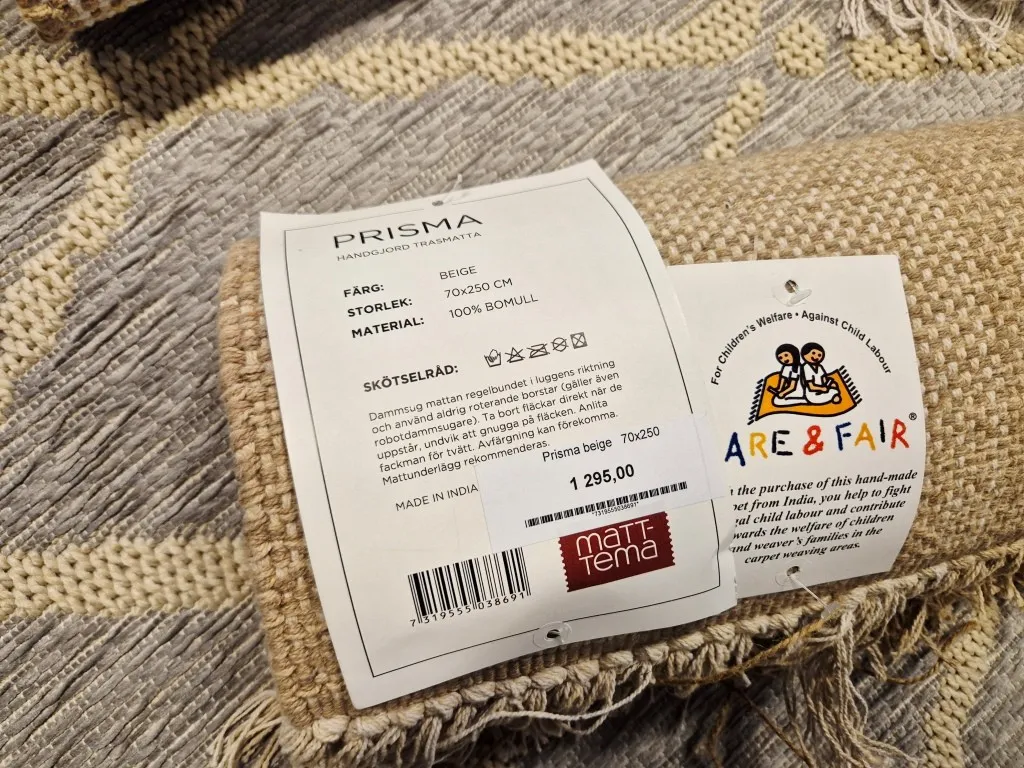 PRISMA
HANDGJORD TRASMATTA
FÄRG: BEIGE
STORLEK: 70x250 CM
MATERIAL: 100% BOMULL
SKÖTSELRÅD:
Dammsug mattan regelbundet i luggens riktning
och använd aldrig roterande borstar (gäller även
robotdammsugare). Ta bort fläckar direkt när de
uppstår, undvik att gnugga på fläcken. Anlita
fackman för tvätt. Avfärgning kan förekomma.
Mattunderlägg rekommenderas.
MADE IN INDIA
Prisma beige 70x250
1 295,00
*7319555038691*
MATT-
TEMA
7 319555 038691
For Children's Welfare • Against Child Labour
ARE & FAIR®
the purchase of this hand-made
from India, you help to fight
child labour and contribute
the welfare of children
and weaver's families in the
carpet weaving areas.